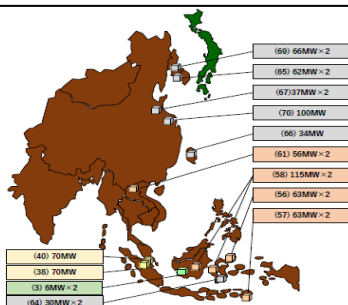 (69) 66MW×2
(65) 62MW×2
(67)37MW×2
(70) 100MW
(66) 34MW
(61) 56MW×2
(58) 115MW×2
(56) 63MW×2
(57) 63MW×2
(40) 70MW
(38) 70MW
(3) 6MW×2
(64) 30MW×2